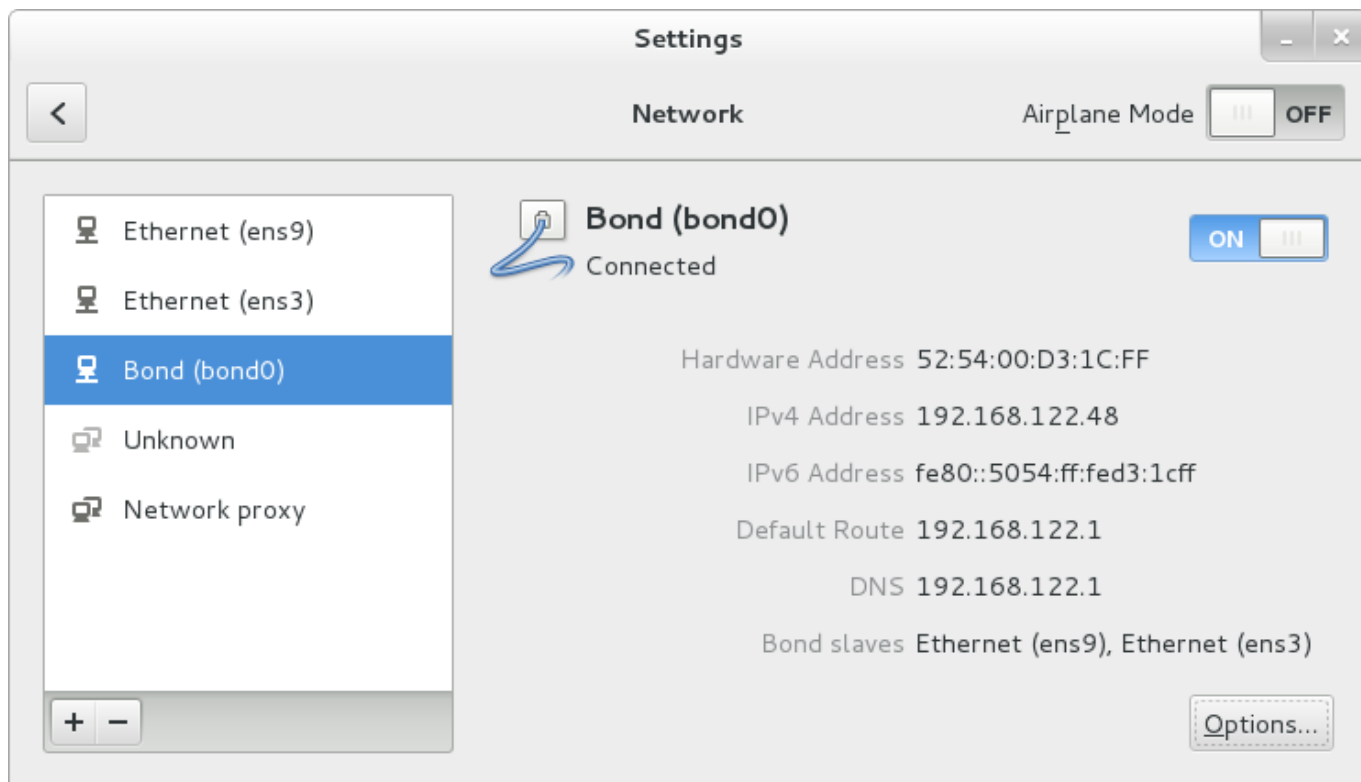 Settings
Network
Airplane Mode OFF
Ethernet (ens9)
Ethernet (ens3)
Bond (bond0)
Unknown
Network proxy
Bond (bond0)
ON
Connected
Hardware Address 52:54:00:D3:1C:FF
IPv4 Address 192.168.122.48
IPv6 Address fe80::5054:ff:fed3:1cff
Default Route 192.168.122.1
DNS 192.168.122.1
Bond slaves Ethernet (ens9), Ethernet (ens3)
Options...